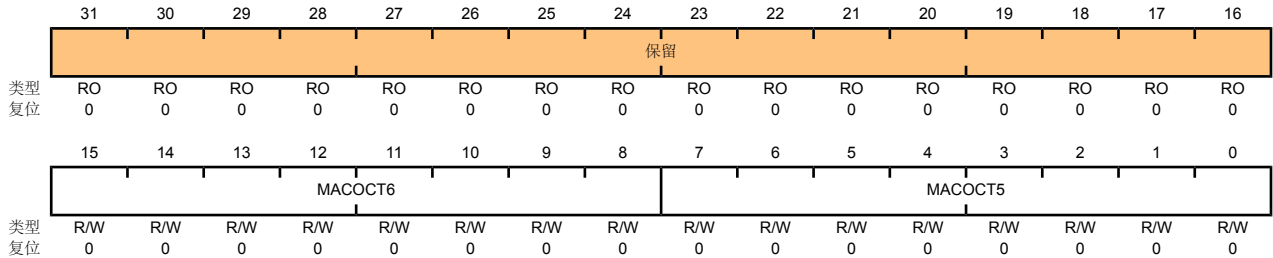 31 30 29 28 27 26 25 24 23 22 21 20 19 18 17 16
保留
类型 RO RO RO RO RO RO RO RO RO RO RO RO RO RO RO RO
复位 0 0 0 0 0 0 0 0 0 0 0 0 0 0 0 0
15 14 13 12 11 10 9 8 7 6 5 4 3 2 1 0
MACOCT6 MACOCT5
类型 R/W R/W R/W R/W R/W R/W R/W R/W R/W R/W R/W R/W R/W R/W R/W R/W
复位 0 0 0 0 0 0 0 0 0 0 0 0 0 0 0 0